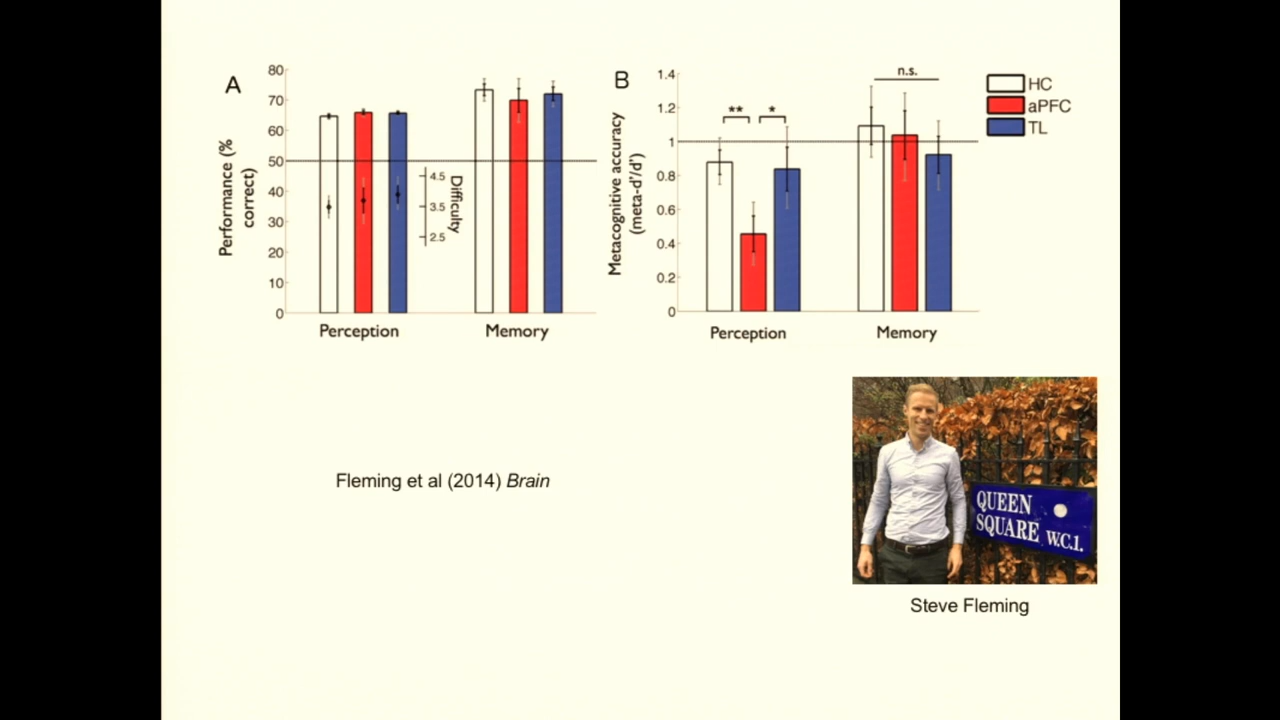 A
80
70
60
50
40
30
20
10
0
Performance (%
correct)
4.5
3.5
2.5
Difficulty
Perception
Memory
B
1.4
1.2
1
0.8
0.6
0.4
0.2
0
Metacognitive accuracy
(meta-d'/d')
**
*
n.s.
Perception
Memory
HC
aPFC
TL
Fleming et al (2014) Brain
QUEEN
SQUARE W.C.1.
Steve Fleming